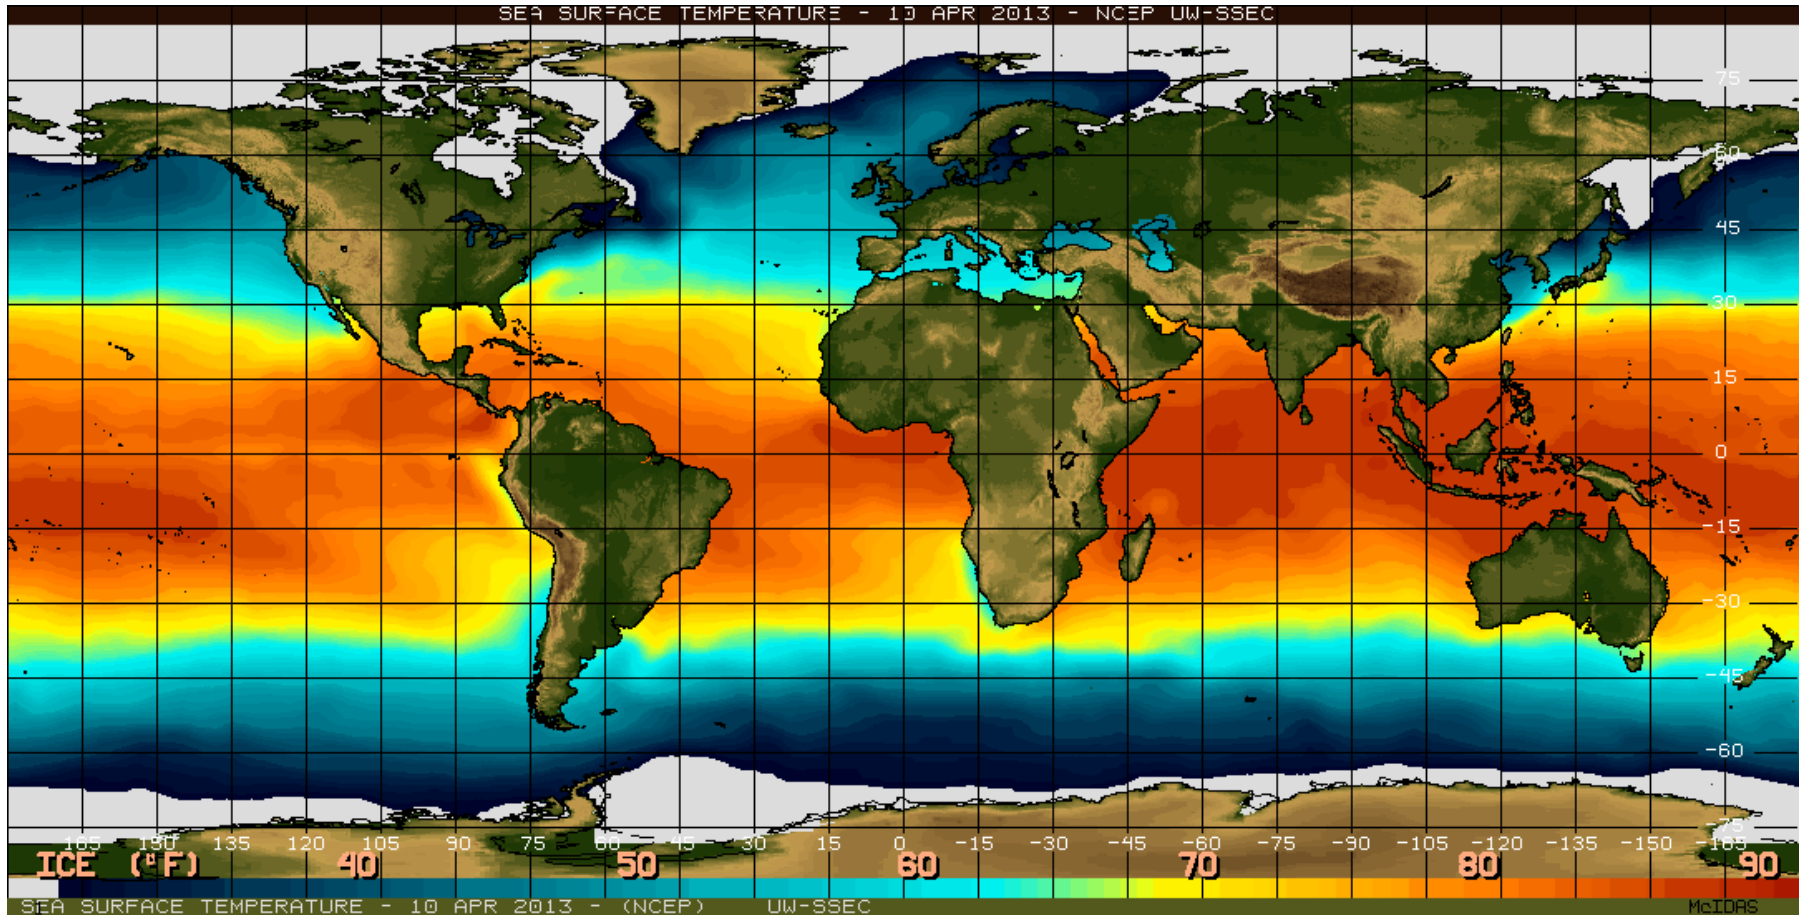 SEA SURFACE TEMPERATURE - 10 APR 2013 - NCEP UW-SSEC
75
60
45
30
15
0
-15
-30
-45
-60
-75
165 150 135 120 105 90 75 60 45 30 15 0 -15 -30 -45 -60 -75 -90 -105 -120 -135 -150 -165
ICE (°F) 40 50 60 70 80 90
SEA SURFACE TEMPERATURE - 10 APR 2013 - (NCEP) UW-SSEC McIDAS